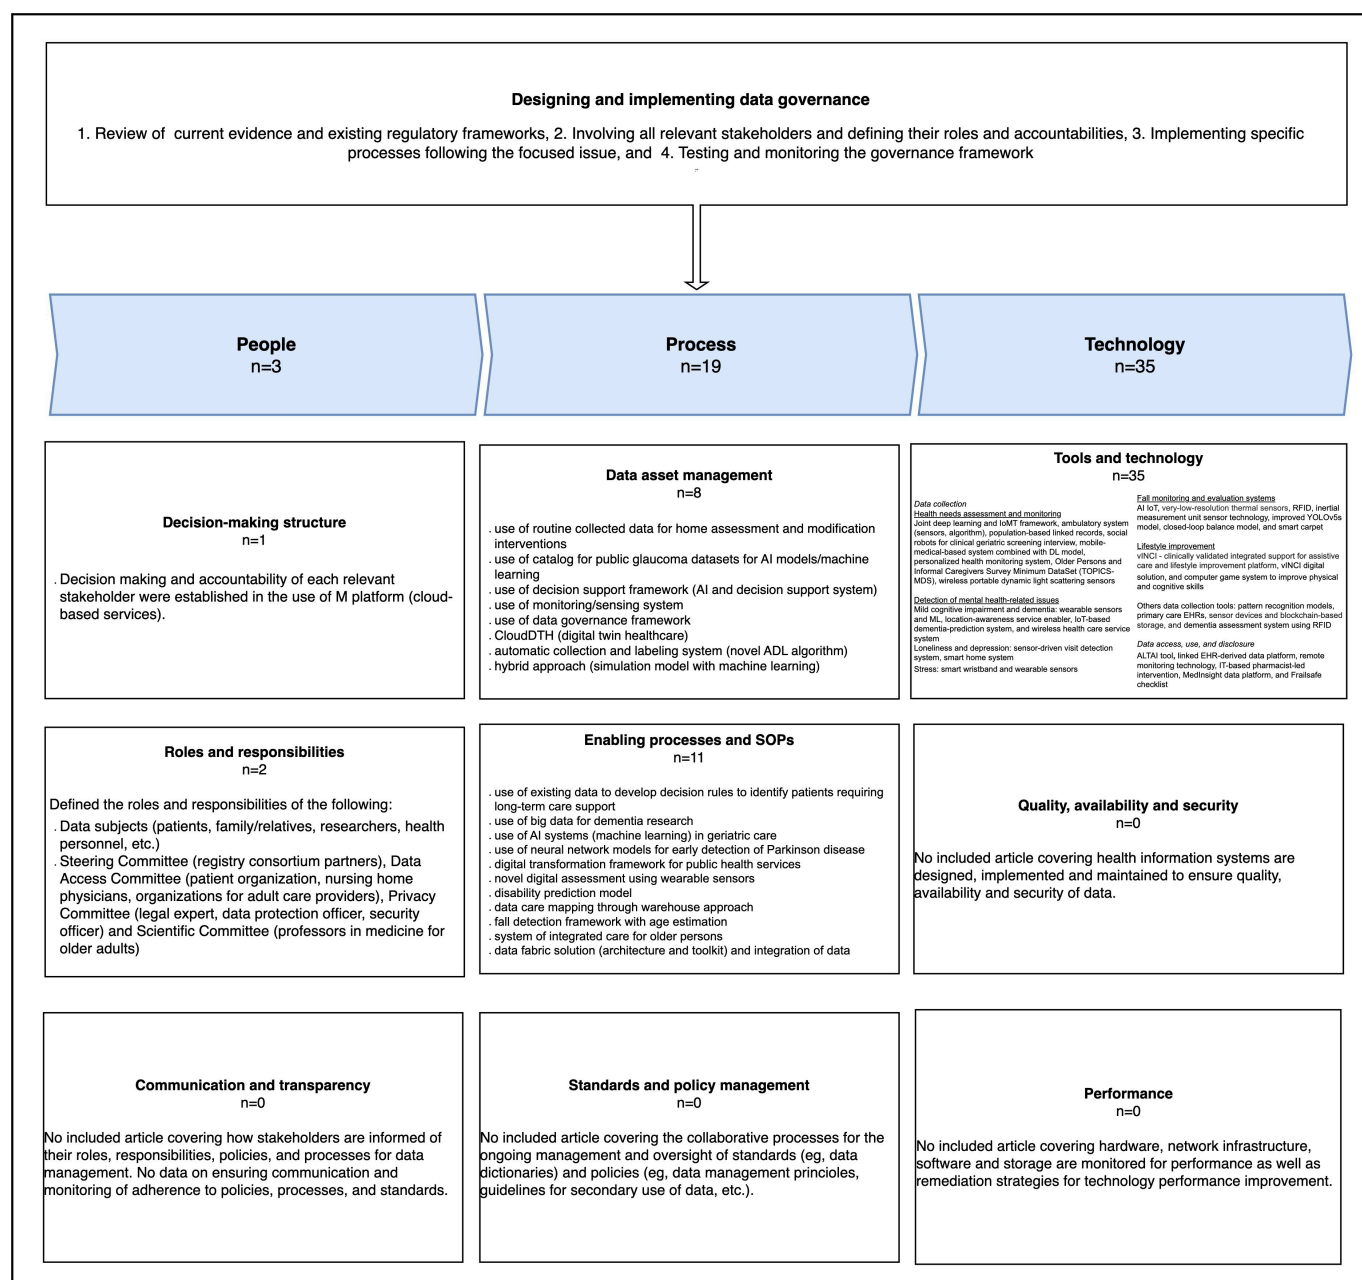 Designing and implementing data governance
1. Review of current evidence and existing regulatory frameworks, 2. Involving all relevant stakeholders and defining their roles and accountabilities, 3. Implementing specific
processes following the focused issue, and 4. Testing and monitoring the governance framework
People
n=3
Process
n=19
Technology
n=35
Decision-making structure
n=1
. Decision making and accountability of each relevant
stakeholder were established in the use of M platform (cloud-
based services).
Data asset management
n=8
. use of routine collected data for home assessment and modification
interventions
. use of catalog for public glaucoma datasets for AI models/machine
learning
. use of decision support framework (AI and decision support system)
. use of monitoring/sensing system
. use of data governance framework
. CloudDTH (digital twin healthcare)
. automatic collection and labeling system (novel ADL algorithm)
. hybrid approach (simulation model with machine learning)
Tools and technology
n=35
Data collection
Health needs assessment and monitoring
Joint deep learning and IoMT framework, ambulatory system
(sensors, algorithm), population-based linked records, social
robots for clinical geriatric screening interview, mobile-
medical-based system combined with DL model,
personalized health monitoring system, Older Persons and
Informal Caregivers Survey Minimum DataSet (TOPICS-
MDS), wireless portable dynamic light scattering sensors
Detection of mental health-related issues
Mild cognitive impairment and dementia: wearable sensors
and ML, location-awareness service enabler, IoT-based
dementia-prediction system, and wireless health care service
system
Loneliness and depression: sensor-driven visit detection
system, smart home system
Stress: smart wristband and wearable sensors
Fall monitoring and evaluation systems
AI IoT, very-low-resolution thermal sensors, RFID, inertial
measurement unit sensor technology, improved YOLOv5s
model, closed-loop balance model, and smart carpet
Lifestyle improvement
vINCI - clinically validated integrated support for assistive
care and lifestyle improvement platform, vINCI digital
solution, and computer game system to improve physical
and cognitive skills
Others data collection tools: pattern recognition models,
primary care EHRs, sensor devices and blockchain-based
storage, and dementia assessment system using RFID
Data access, use, and disclosure
ALTAI tool, linked EHR-derived data platform, remote
monitoring technology, IT-based pharmacist-led
intervention, MedInsight data platform, and Frailsafe
checklist
Roles and responsibilities
n=2
Defined the roles and responsibilities of the following:
. Data subjects (patients, family/relatives, researchers, health
personnel, etc.)
. Steering Committee (registry consortium partners), Data
Access Committee (patient organization, nursing home
physicians, organizations for adult care providers), Privacy
Committee (legal expert, data protection officer, security
officer) and Scientific Committee (professors in medicine for
older adults)
Enabling processes and SOPs
n=11
. use of existing data to develop decision rules to identify patients requiring
long-term care support
. use of big data for dementia research
. use of AI systems (machine learning) in geriatric care
. use of neural network models for early detection of Parkinson disease
. digital transformation framework for public health services
. novel digital assessment using wearable sensors
. disability prediction model
. data care mapping through warehouse approach
. fall detection framework with age estimation
. system of integrated care for older persons
. data fabric solution (architecture and toolkit) and integration of data
Quality, availability and security
n=0
No included article covering health information systems are
designed, implemented and maintained to ensure quality,
availability and security of data.
Communication and transparency
n=0
No included article covering how stakeholders are informed of
their roles, responsibilities, policies, and processes for data
management. No data on ensuring communication and
monitoring of adherence to policies, processes, and standards.
Standards and policy management
n=0
No included article covering the collaborative processes for the
ongoing management and oversight of standards (eg, data
dictionaries) and policies (eg, data management princioles,
guidelines for secondary use of data, etc.).
Performance
n=0
No included article covering hardware, network infrastructure,
software and storage are monitored for performance as well as
remediation strategies for technology performance improvement.